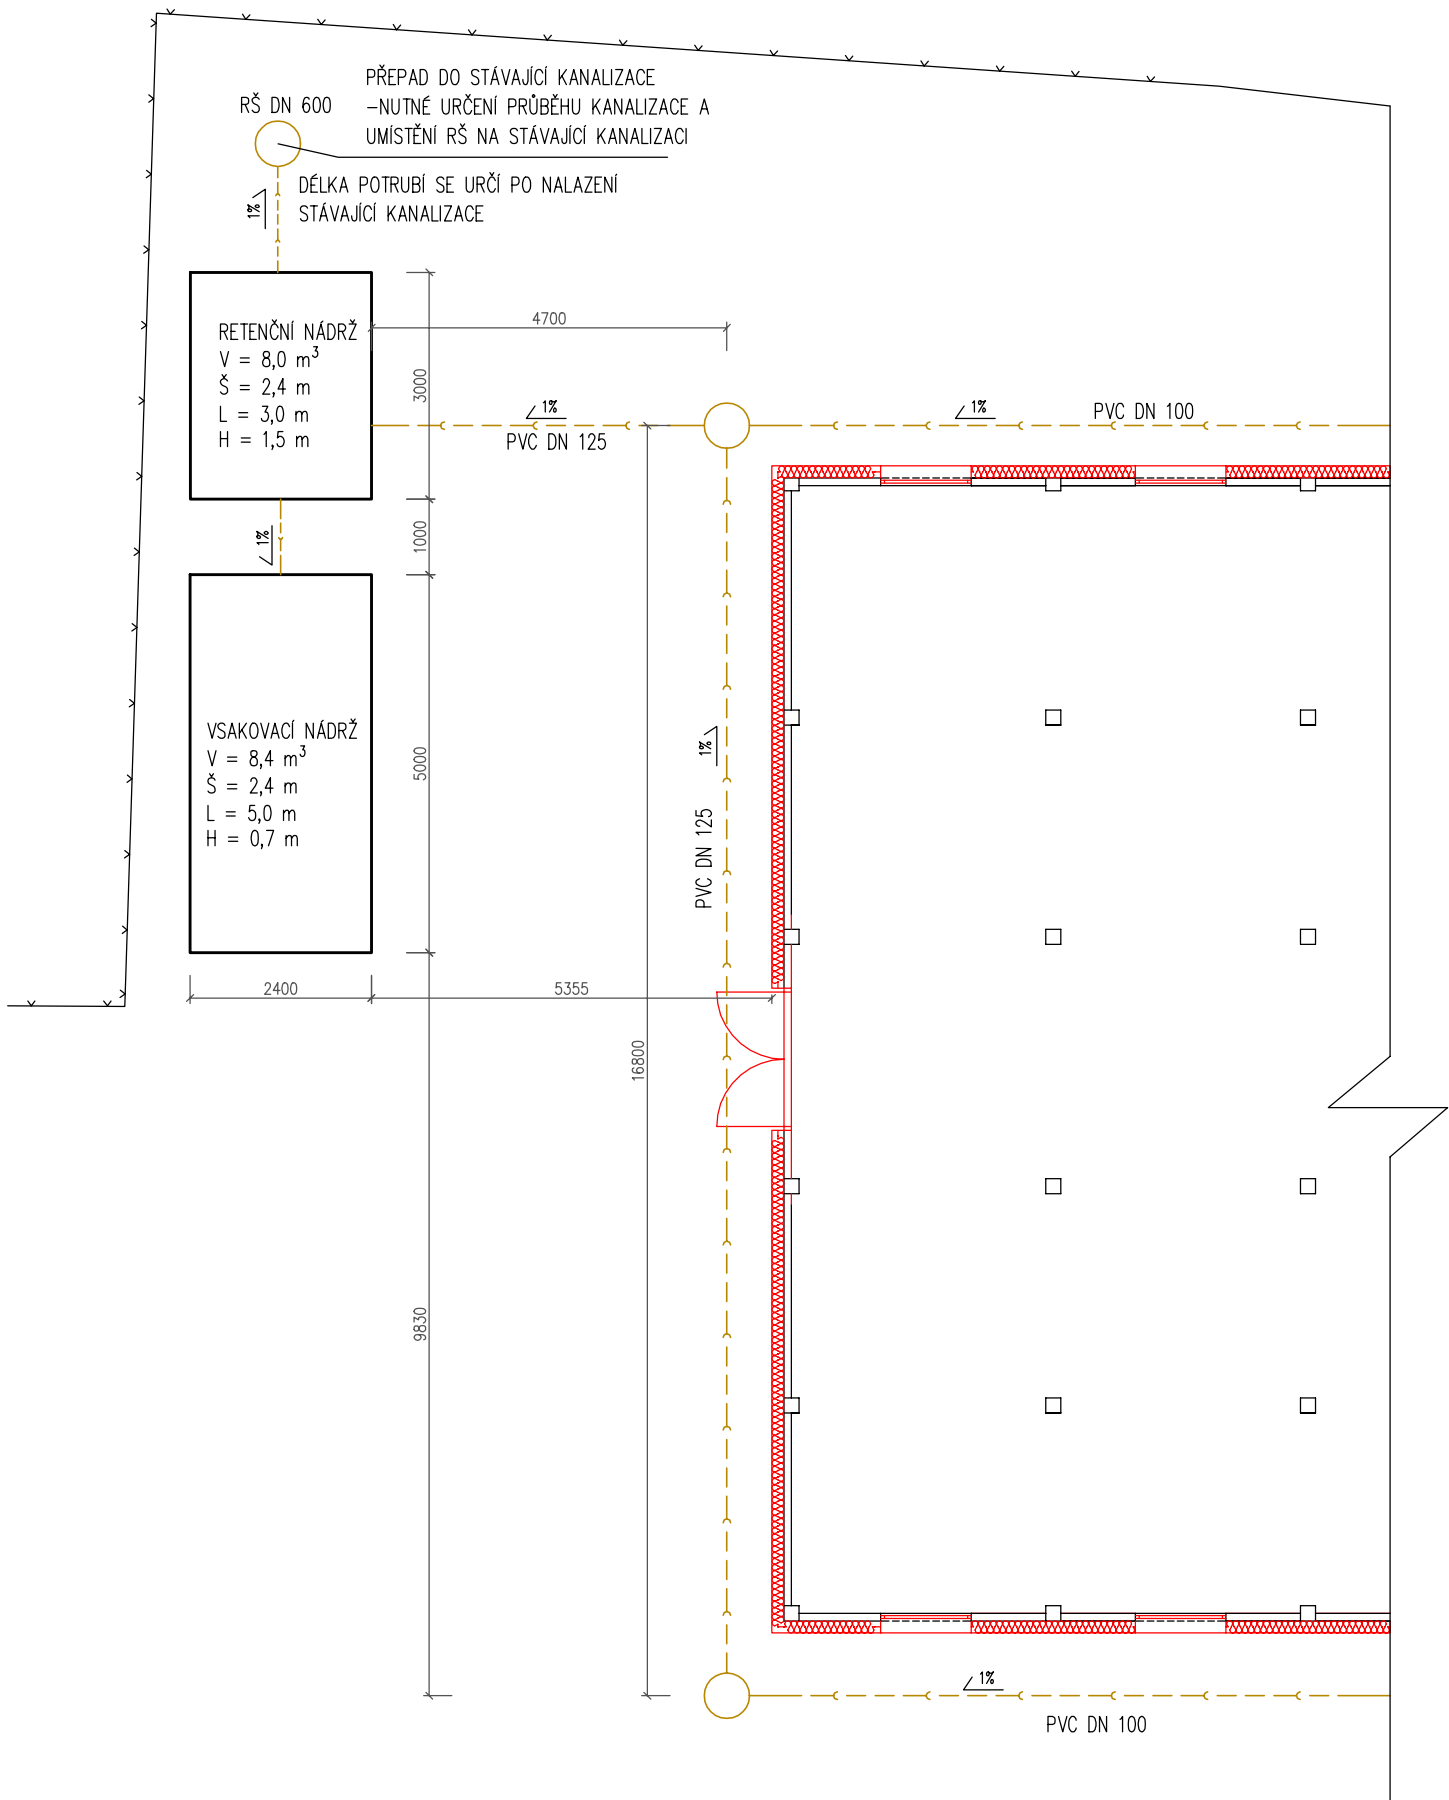 PŘEPAD DO STÁVAJÍCÍ KANALIZACE
-NUTNÉ URČENÍ PRŮBĚHU KANALIZACE A
UMÍSTĚNÍ RŠ NA STÁVAJÍCÍ KANALIZACI
RŠ DN 600
DÉLKA POTRUBÍ SE URČÍ PO NALAZENÍ
STÁVAJÍCÍ KANALIZACE
1%
RETENČNÍ NÁDRŽ
V = 8,0 m³
Š = 2,4 m
L = 3,0 m
H = 1,5 m
4700
3000
1%
PVC DN 125
1%
PVC DN 100
1%
1000
VSAKOVACÍ NÁDRŽ
V = 8,4 m³
Š = 2,4 m
L = 5,0 m
H = 0,7 m
5000
1%
PVC DN 125
2400
5355
16800
9830
1%
PVC DN 100